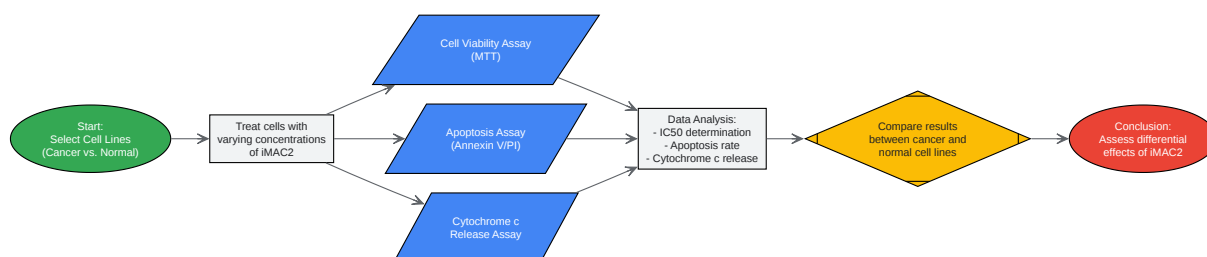 Start:
Select Cell Lines
(Cancer vs. Normal)
Treat cells with
varying concentrations
of iMAC2
Cell Viability Assay
(MTT)
Apoptosis Assay
(Annexin V/PI)
Cytochrome c
Release Assay
Data Analysis:
- IC50 determination
- Apoptosis rate
- Cytochrome c release
Compare results
between cancer and
normal cell lines
Conclusion:
Assess differential
effects of iMAC2